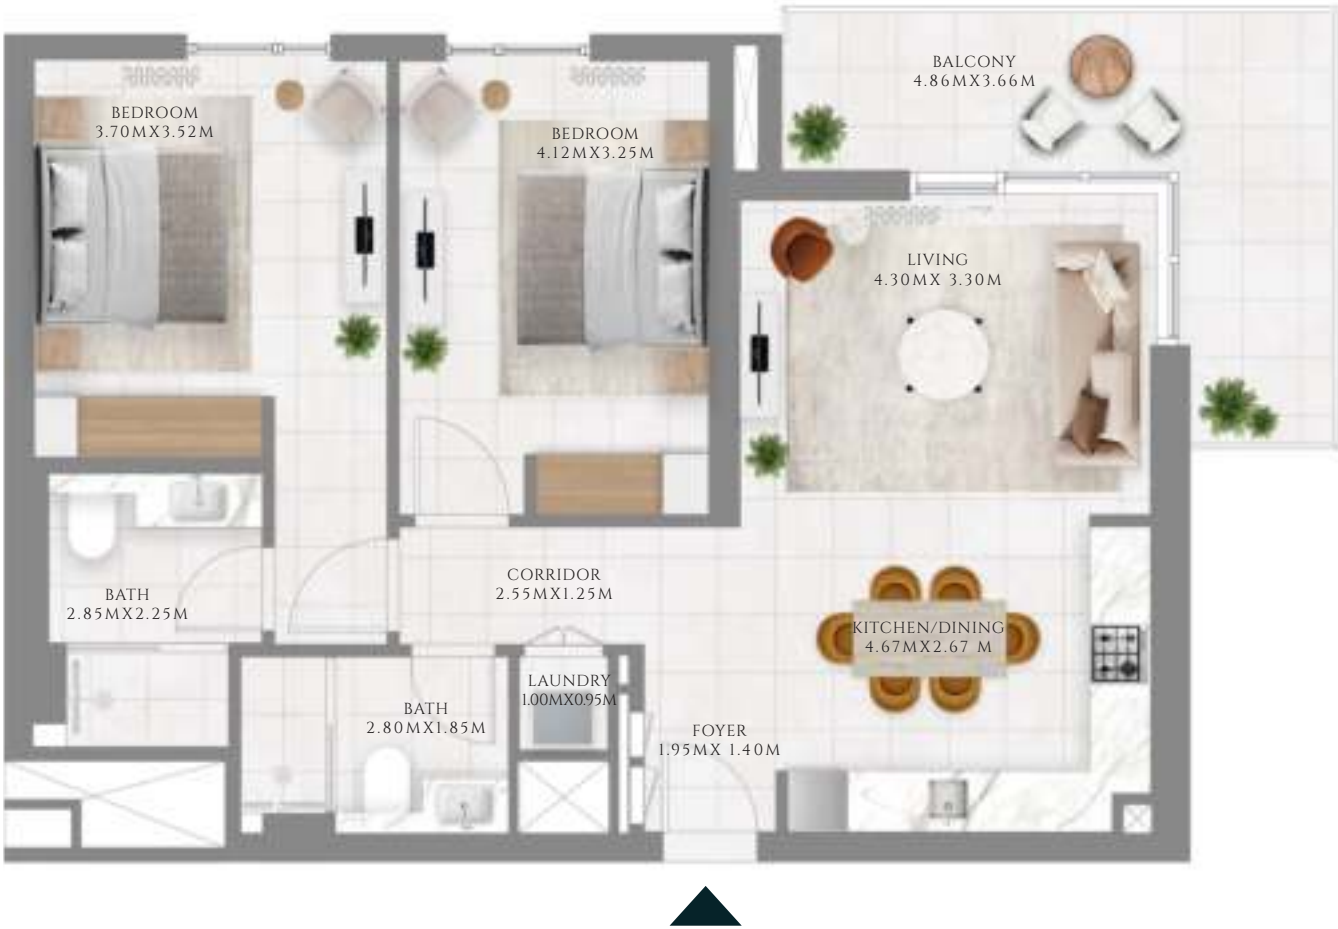 BALCONY
4.86MX3.66M
BEDROOM
3.70MX3.52M
BEDROOM
4.12MX3.25M
LIVING
4.30MX 3.30M
CORRIDOR
2.55MX1.25M
BATH
2.85MX2.25M
KITCHEN/DINING
4.67MX2.67 M
LAUNDRY
1.00MX0.95M
BATH
2.80MX1.85M
FOYER
1.95MX 1.40M